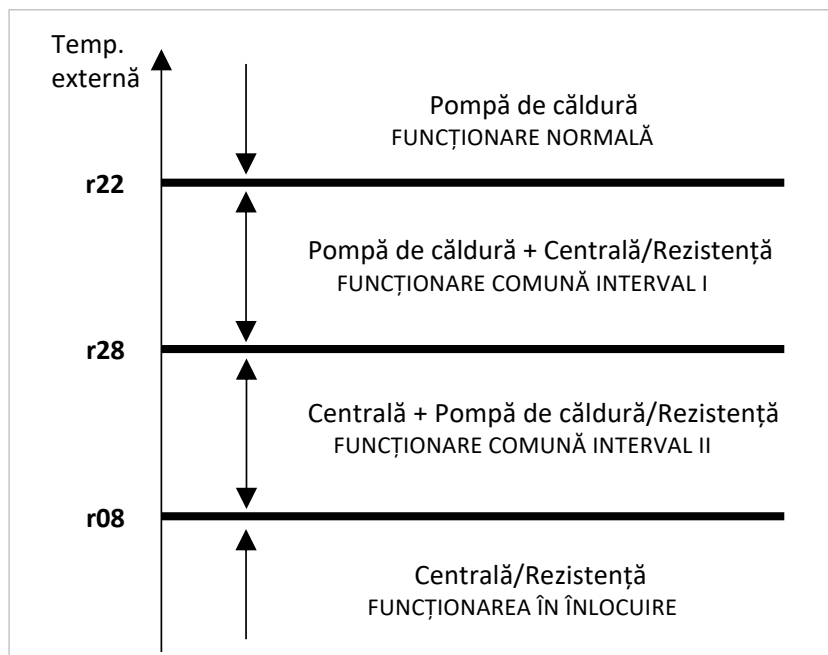 Temp.
externă
Pompă de căldură
FUNCȚIONARE NORMALĂ
r22
Pompă de căldură + Centrală/Rezistență
FUNCȚIONARE COMUNĂ INTERVAL I
r28
Centrală + Pompă de căldură/Rezistență
FUNCȚIONARE COMUNĂ INTERVAL II
r08
Centrală/Rezistență
FUNCȚIONAREA ÎN ÎNLOCUIRE